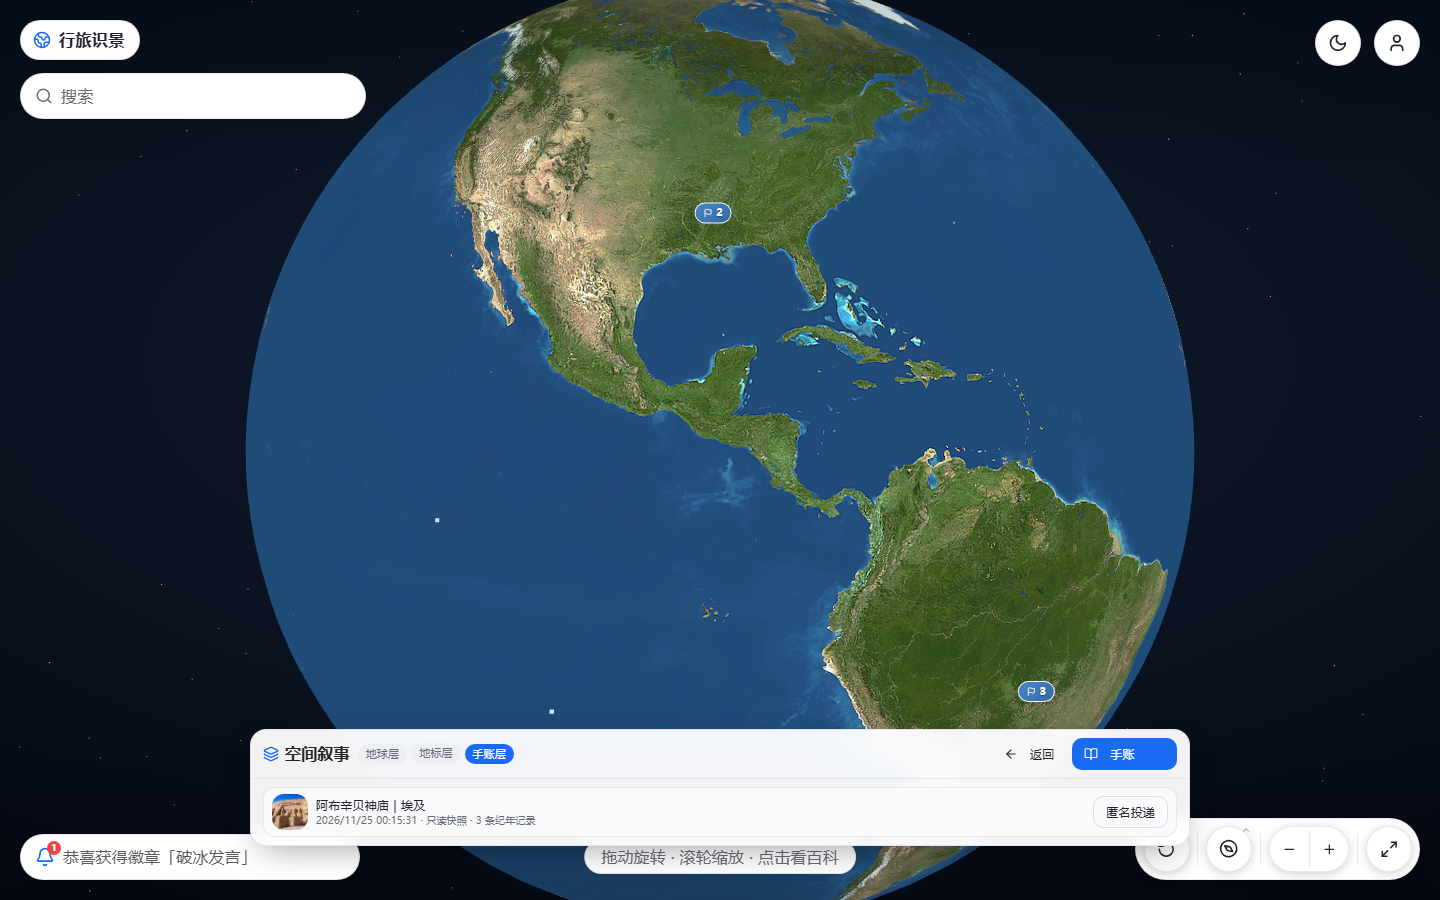 行旅识景
搜索
2
3
空间叙事
地球层
地标层
手账层
返回
手账
阿布辛贝神庙 | 埃及
2026/11/25 00:15:31 · 只读快照 · 3 条纪年记录
匿名投递
1
恭喜获得徽章「破冰发言」
拖动旋转 · 滚轮缩放 · 点击看百科